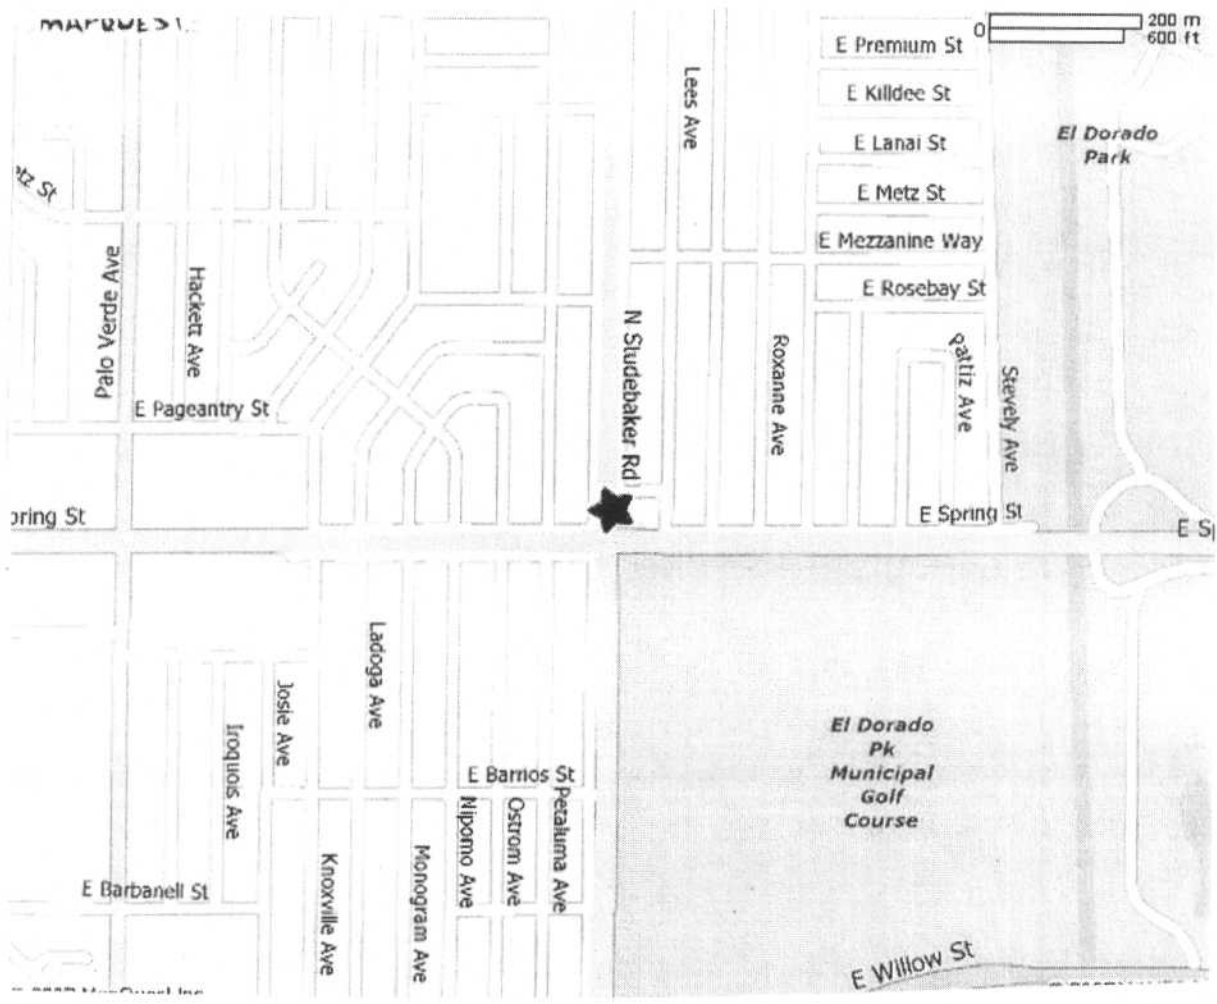 MAPQUEST
200 m
0
600 ft
E Premium St
E Killdee St
E Lanai St
E Metz St
E Mezzanine Way
E Rosebay St
Lees Ave
El Dorado
Park
Palo Verde Ave
Hackett Ave
N Studebaker Rd
Roxanne Ave
Pattiz Ave
Stevely Ave
E Pageantry St
E Spring St
Ladoga Ave
Josie Ave
Iroquois Ave
E Barrios St
Nipomo Ave
Ostrom Ave
Petaluma Ave
Knoxville Ave
Monogram Ave
E Barbanell St
El Dorado
Pk
Municipal
Golf
Course
E Willow St